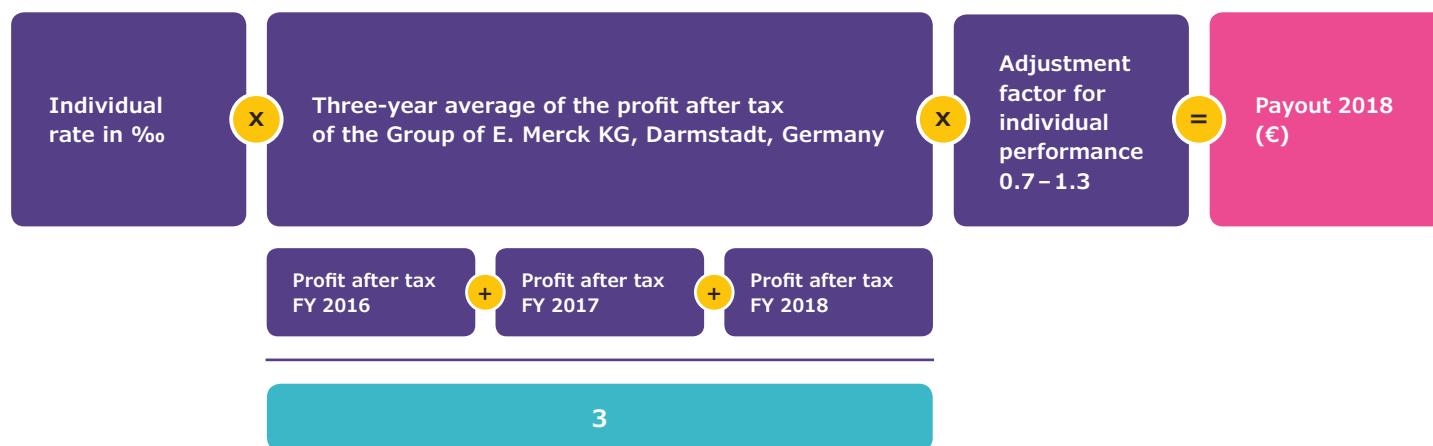 Individual
rate in ‰
x
Three-year average of the profit after tax
of the Group of E. Merck KG, Darmstadt, Germany
x
Adjustment
factor for
individual
performance
0.7–1.3
=
Payout 2018
(€)
Profit after tax
FY 2016
+
Profit after tax
FY 2017
+
Profit after tax
FY 2018
3